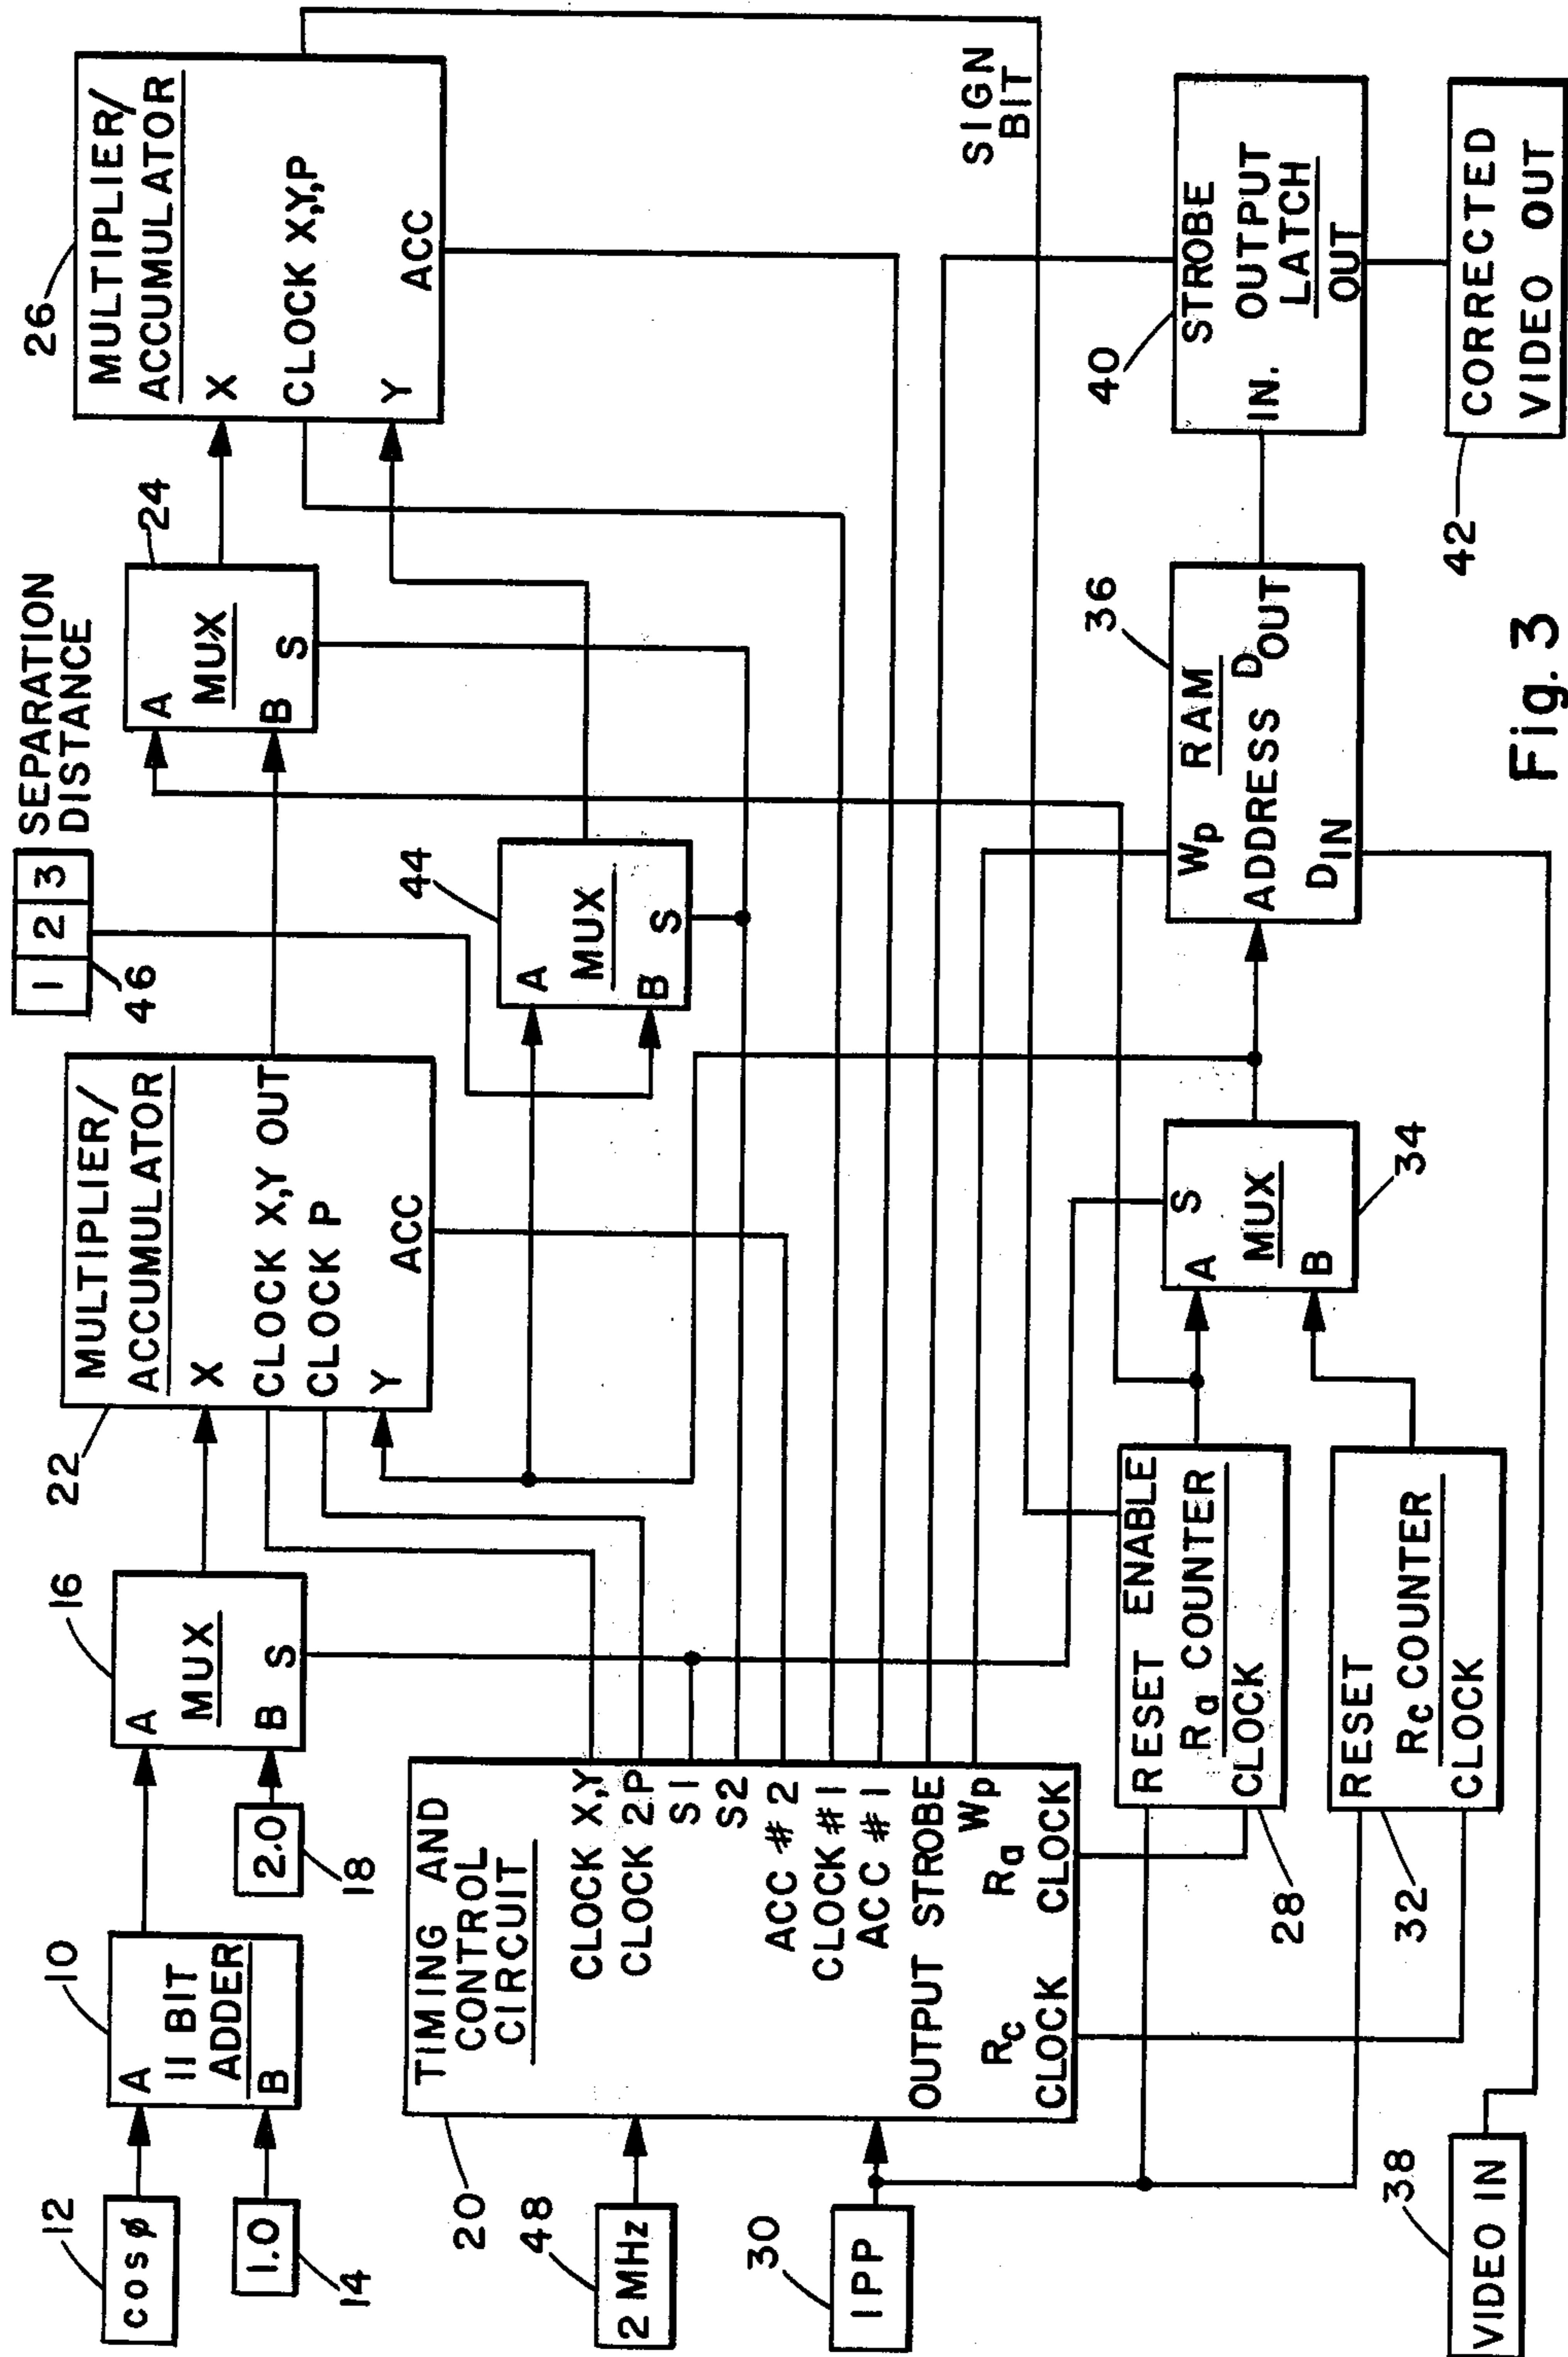 12
cos ø
1.0
14
10
A
11 BIT
ADDER
B
2.0
18
16
A
MUX
B S
22
MULTIPLIER/
ACCUMULATOR
X
CLOCK X,Y OUT
CLOCK P
Y
ACC
1 2 3
46
SEPARATION
DISTANCE
44
A
MUX
B S
24
A
MUX
B S
26
MULTIPLIER/
ACCUMULATOR
X
CLOCK X,Y,P
Y
ACC
SIGN
BIT
48
2 MHz
30
IPP
20
TIMING AND
CONTROL
CIRCUIT
CLOCK X,Y
CLOCK 2P
S1
S2
ACC #2
CLOCK #1
ACC #1
OUTPUT STROBE
Wp
Rc
CLOCK
Ra
CLOCK
RESET ENABLE
Ra COUNTER
CLOCK
28
RESET
Rc COUNTER
CLOCK
32
S
A
MUX
B
34
36
Wp RAM
ADDRESS DOUT
DIN
40
STROBE
OUTPUT
LATCH
IN.
OUT
42
CORRECTED
VIDEO OUT
38
VIDEO IN
Fig. 3